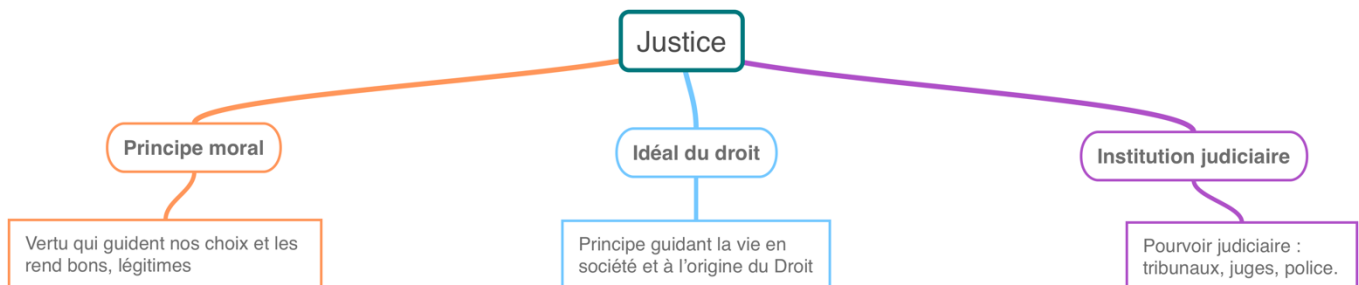 Justice
Principe moral
Idéal du droit
Institution judiciaire
Vertu qui guident nos choix et les
rend bons, légitimes
Principe guidant la vie en
société et à l'origine du Droit
Pourvoir judiciaire :
tribunaux, juges, police.